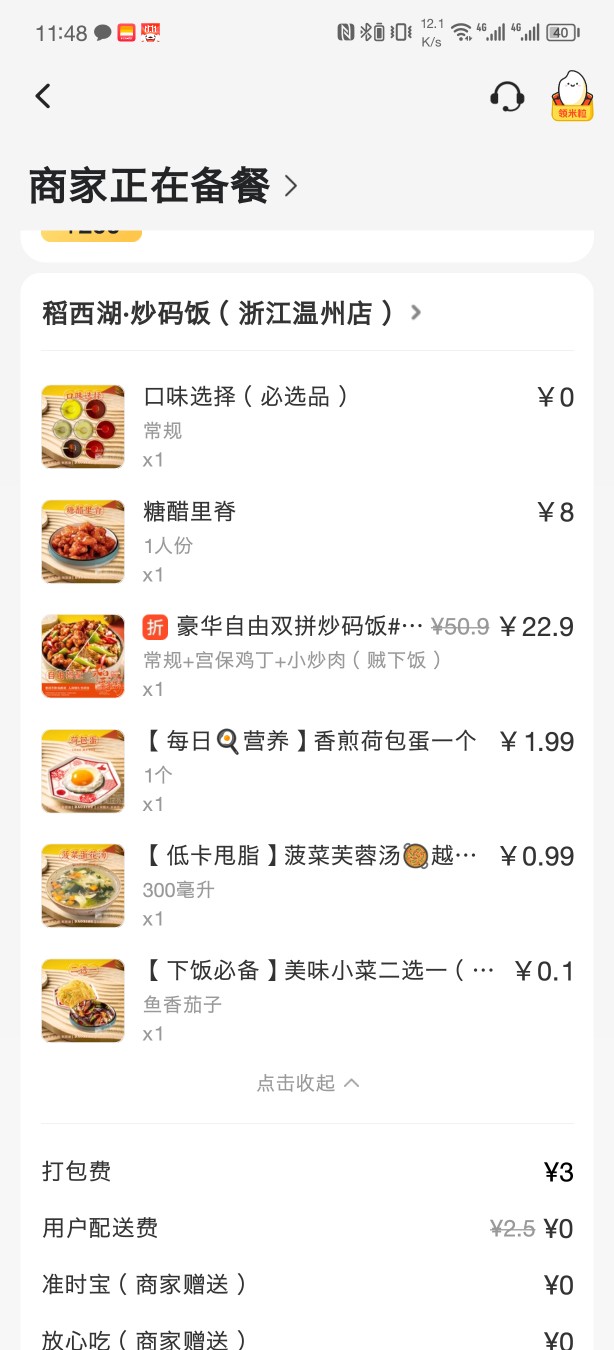 11:48
12.1
K/s
4G
4G
40
领米粒
商家正在备餐
稻西湖·炒码饭（浙江温州店）
口味选择（必选品）
¥0
常规
x1
糖醋里脊
¥8
1人份
x1
折 豪华自由双拼炒码饭#… ¥50.9 ¥22.9
常规+宫保鸡丁+小炒肉（贼下饭）
x1
【每日🍳营养】香煎荷包蛋一个 ¥1.99
1个
x1
【低卡甩脂】菠菜芙蓉汤🥘越… ¥0.99
300毫升
x1
【下饭必备】美味小菜二选一（… ¥0.1
鱼香茄子
x1
点击收起
打包费 ¥3
用户配送费 ¥2.5 ¥0
准时宝（商家赠送） ¥0
放心吃（商家赠送） ¥0